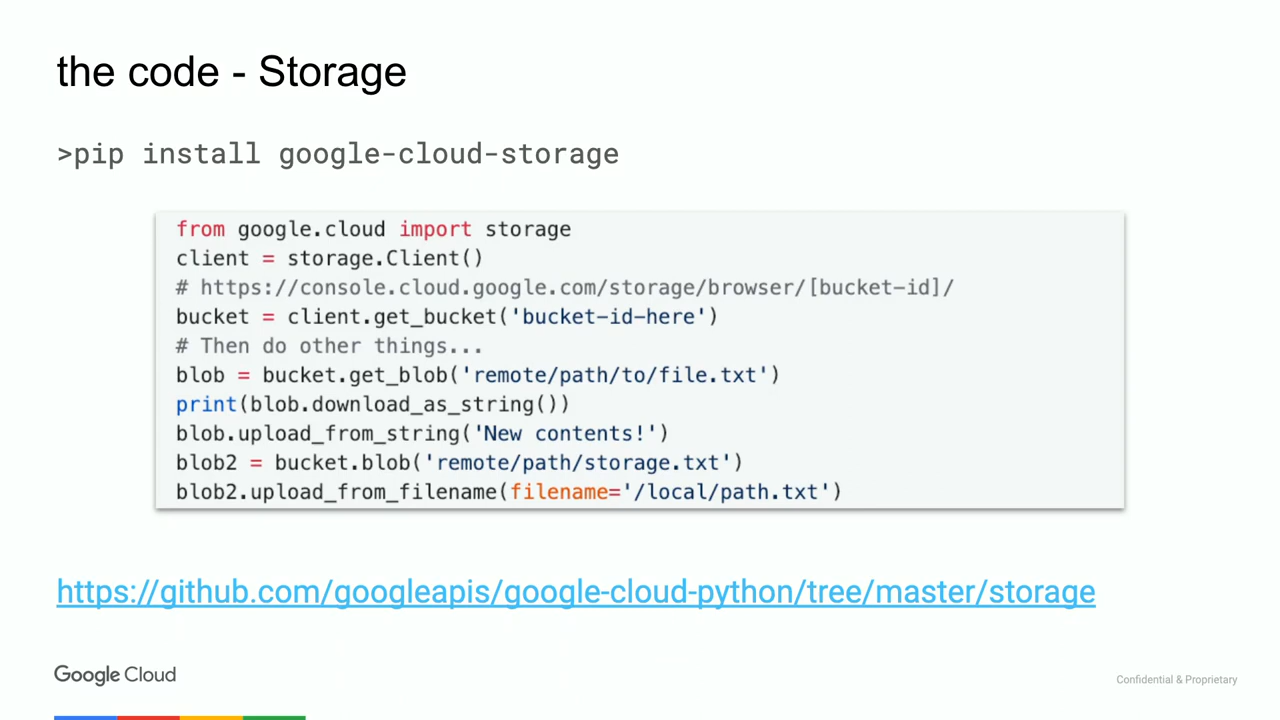 the code - Storage
>pip install google-cloud-storage
from google.cloud import storage
client = storage.Client()
# https://console.cloud.google.com/storage/browser/[bucket-id]/
bucket = client.get_bucket('bucket-id-here')
# Then do other things...
blob = bucket.get_blob('remote/path/to/file.txt')
print(blob.download_as_string())
blob.upload_from_string('New contents!')
blob2 = bucket.blob('remote/path/storage.txt')
blob2.upload_from_filename(filename='/local/path.txt')
https://github.com/googleapis/google-cloud-python/tree/master/storage
Google Cloud
Confidential & Proprietary